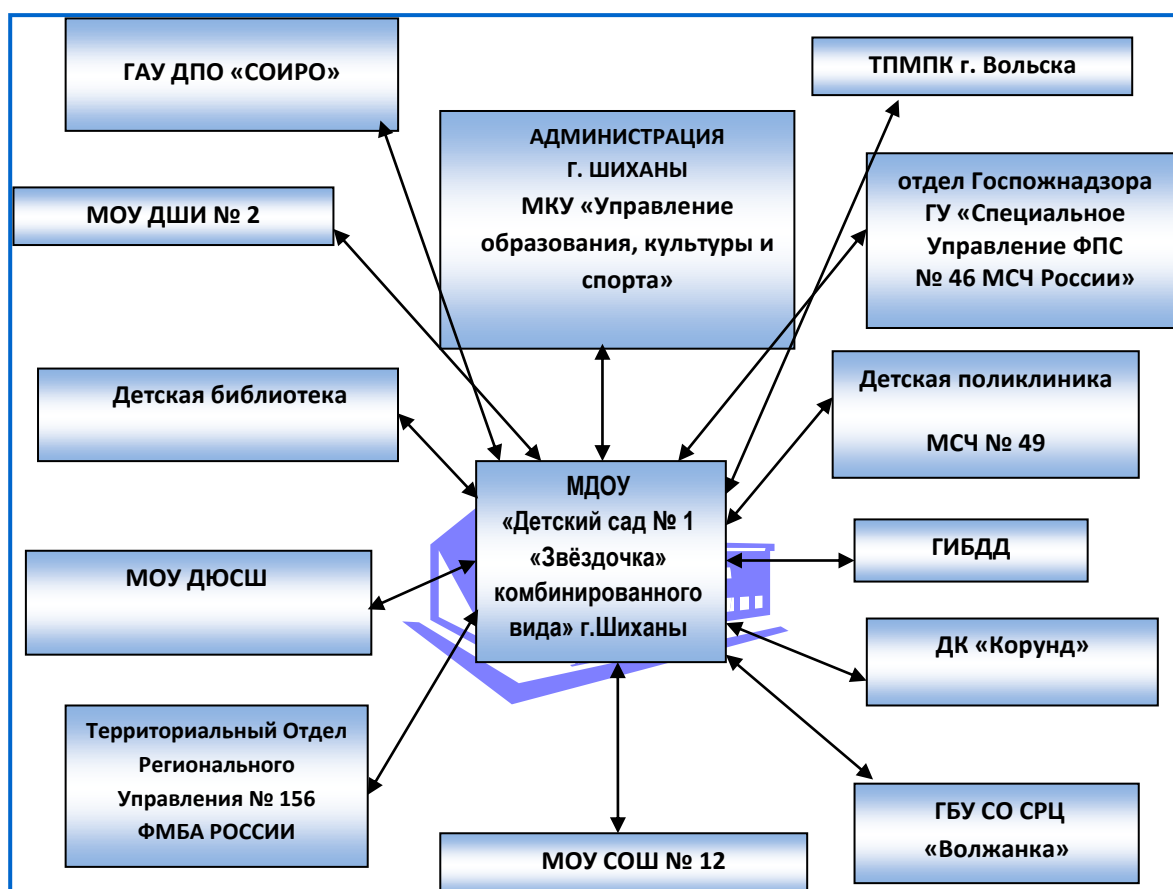 ГАУ ДПО «СОИРО»
ТПМПК г. Вольска
АДМИНИСТРАЦИЯ
Г. ШИХАНЫ
МКУ «Управление
образования, культуры и
спорта»
отдел Госпожнадзора
ГУ «Специальное
Управление ФПС
№ 46 МСЧ России»
МОУ ДШИ № 2
Детская библиотека
Детская поликлиника
МСЧ № 49
МДОУ
«Детский сад № 1
«Звёздочка»
комбинированного
вида» г.Шиханы
ГИБДД
МОУ ДЮСШ
ДК «Корунд»
Территориальный Отдел
Регионального
Управления № 156
ФМБА РОССИИ
МОУ СОШ № 12
ГБУ СО СРЦ
«Волжанка»